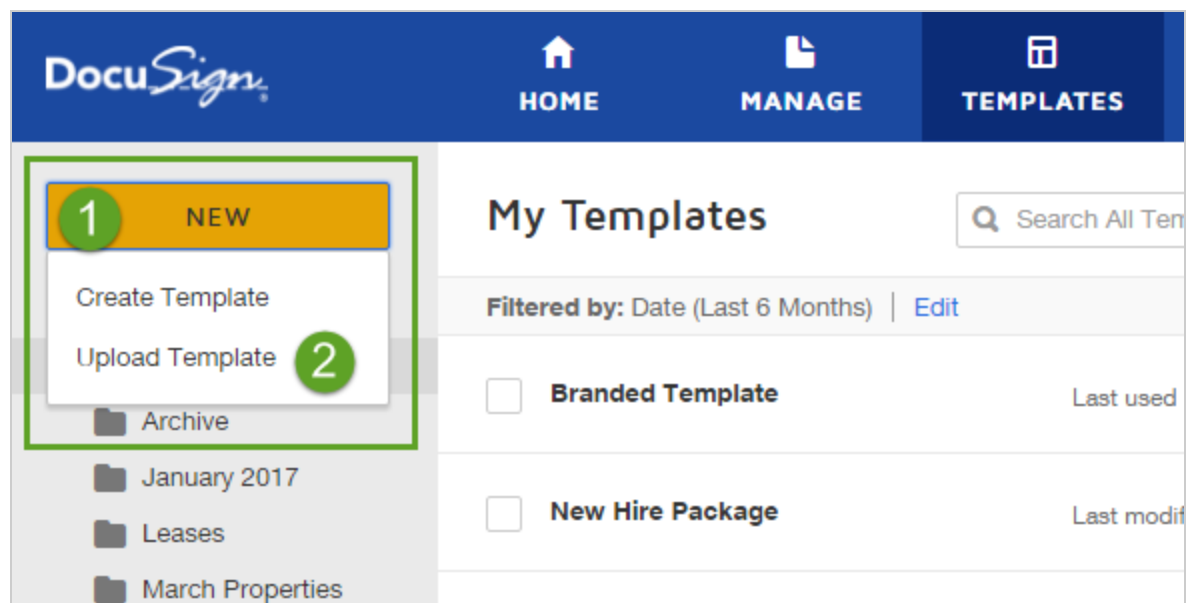 DocuSign
HOME
MANAGE
TEMPLATES
1
NEW
Create Template
Upload Template
2
Archive
January 2017
Leases
March Properties
My Templates
Search All Tem
Filtered by: Date (Last 6 Months) | Edit
Branded Template
Last used
New Hire Package
Last modif